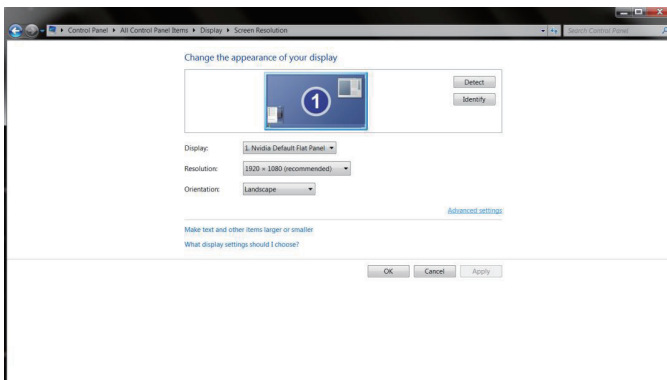 Control Panel ▸ All Control Panel Items ▸ Display ▸ Screen Resolution
Search Control Panel
Change the appearance of your display
1
Detect
Identify
Display: 1. Nvidia Default Flat Panel
Resolution: 1920 × 1080 (recommended)
Orientation: Landscape
Advanced settings
Make text and other items larger or smaller
What display settings should I choose?
OK Cancel Apply